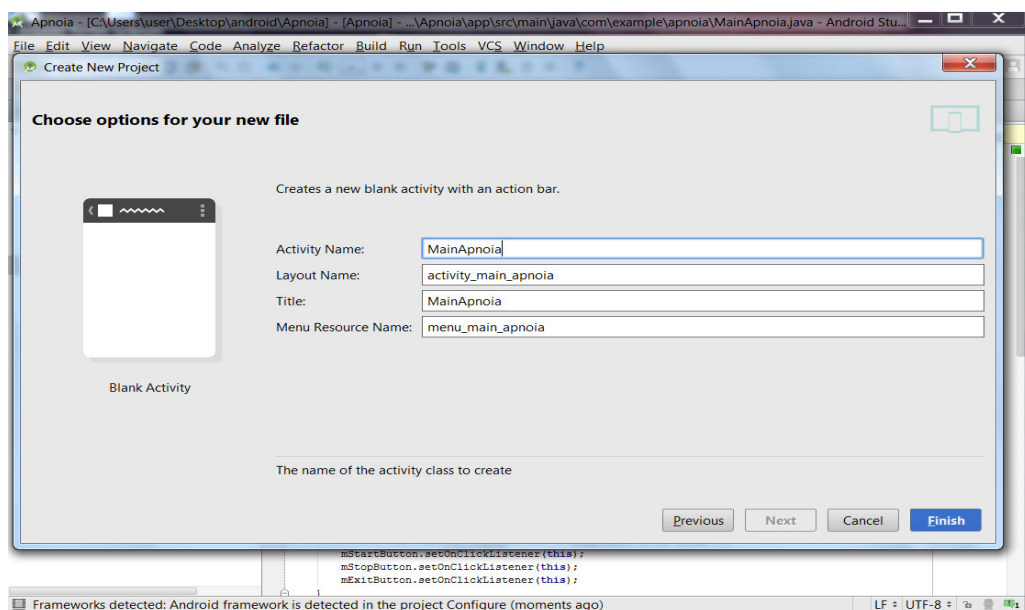 Apnoia - [C:\Users\user\Desktop\android\Apnoia] - [Apnoia] - ...\Apnoia\app\src\main\java\com\example\apnoia\MainApnoia.java - Android Stu...
File Edit View Navigate Code Analyze Refactor Build Run Tools VCS Window Help
Create New Project
Choose options for your new file
Creates a new blank activity with an action bar.
Activity Name: MainApnoia
Layout Name: activity_main_apnoia
Title: MainApnoia
Menu Resource Name: menu_main_apnoia
Blank Activity
The name of the activity class to create
Previous Next Cancel Finish
mStartButton.setOnClickListener(this);
mStopButton.setOnClickListener(this);
mExitButton.setOnClickListener(this);
}
Frameworks detected: Android framework is detected in the project Configure (moments ago) LF UTF-8 1